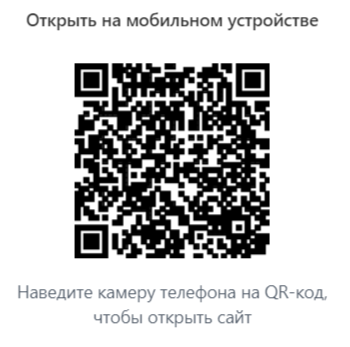 Открыть на мобильном устройстве
Наведите камеру телефона на QR-код,
чтобы открыть сайт